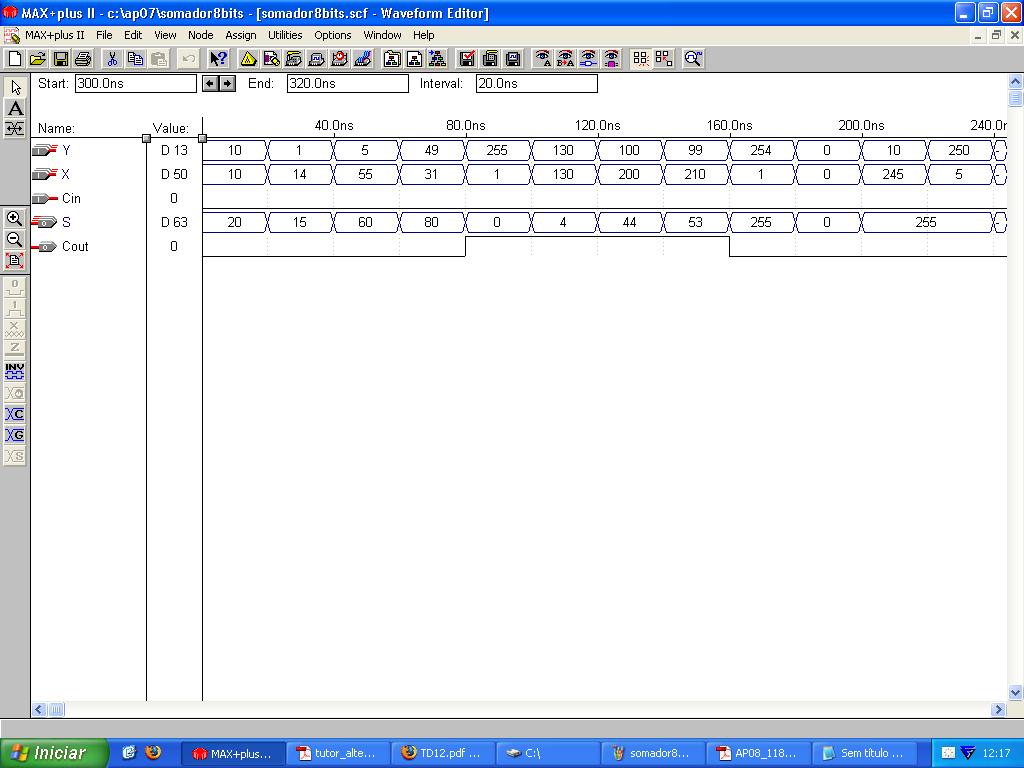 MAX+plus II - c:\ap07\somador8bits - [somador8bits.scf - Waveform Editor]
MAX+plus II File Edit View Node Assign Utilities Options Window Help
Start: 300.0ns End: 320.0ns Interval: 20.0ns
Name: Value: 40.0ns 80.0ns 120.0ns 160.0ns 200.0ns 240.0n
Y D 13 10 1 5 49 255 130 100 99 254 0 10 250
X D 50 10 14 55 31 1 130 200 210 1 0 245 5
Cin 0
S D 63 20 15 60 80 0 4 44 53 255 0 255
Cout 0
A
0
1
X
Z
INV
C
G
S
Iniciar MAX+plus... tutor_alte... TD12.pdf ... C:\ somador8... AP08_118... Sem título ... 12:17